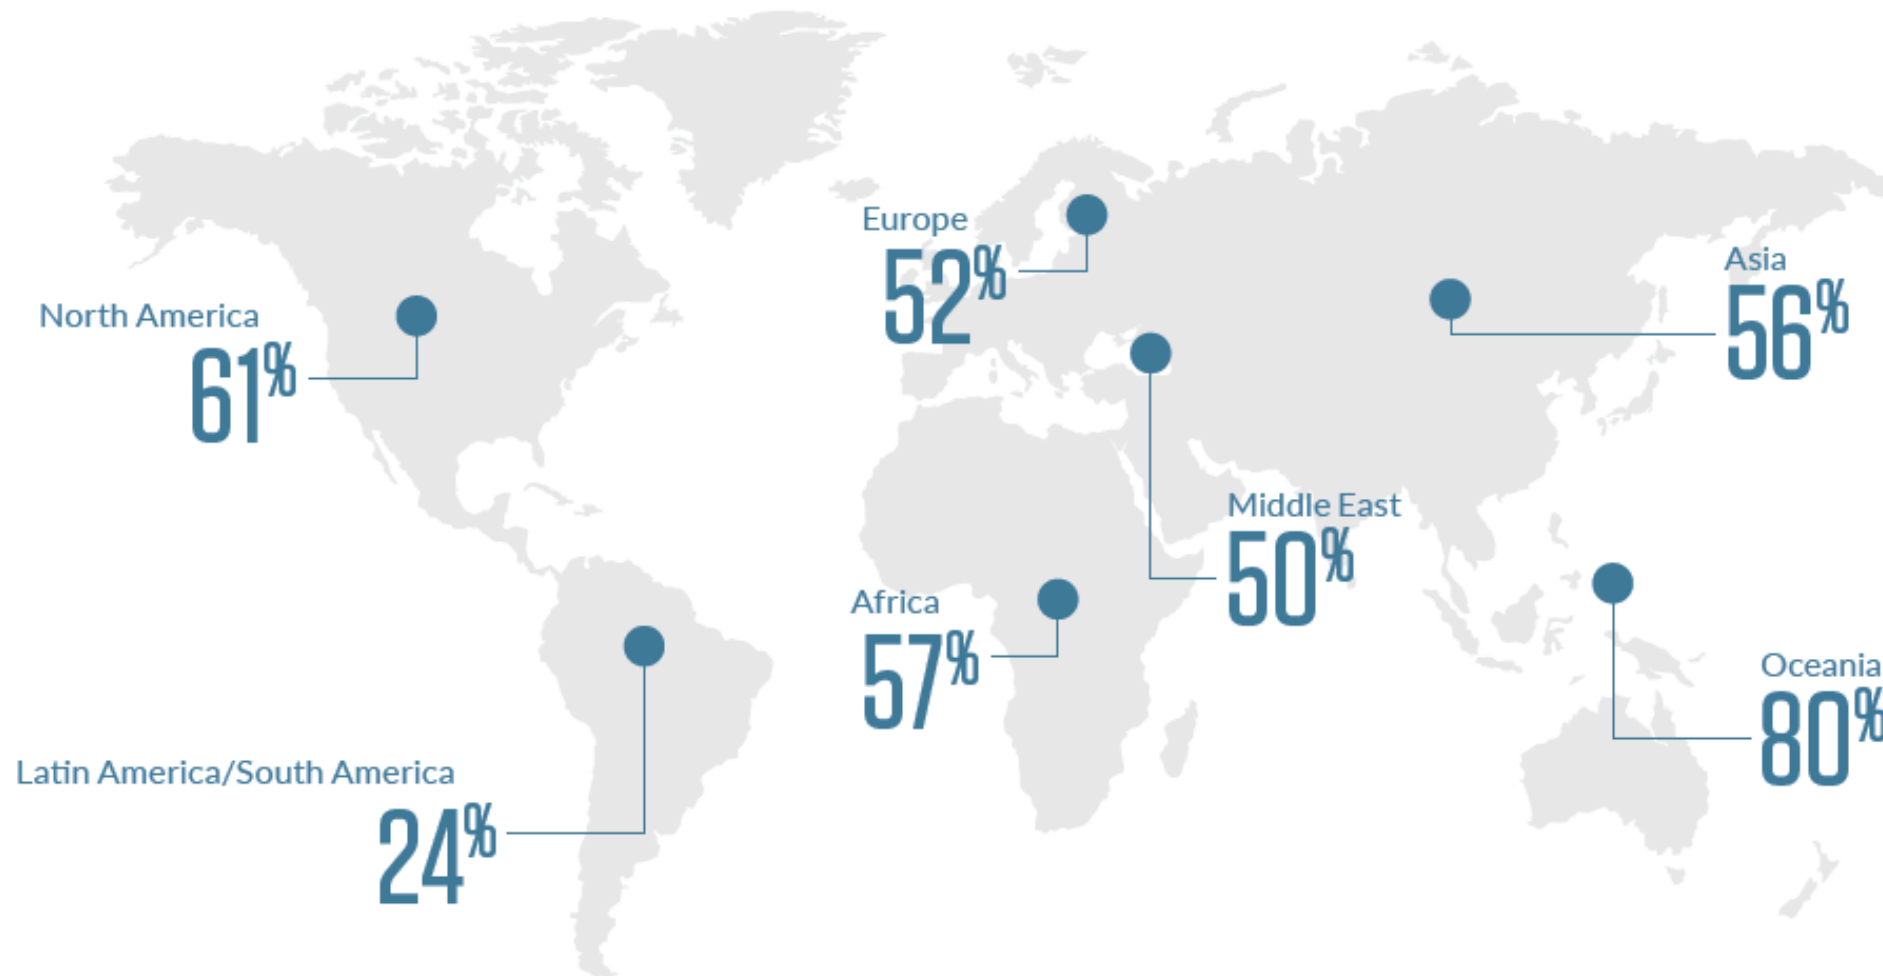 Europe
52%
Asia
56%
North America
61%
Middle East
50%
Africa
57%
Oceania
80%
Latin America/South America
24%